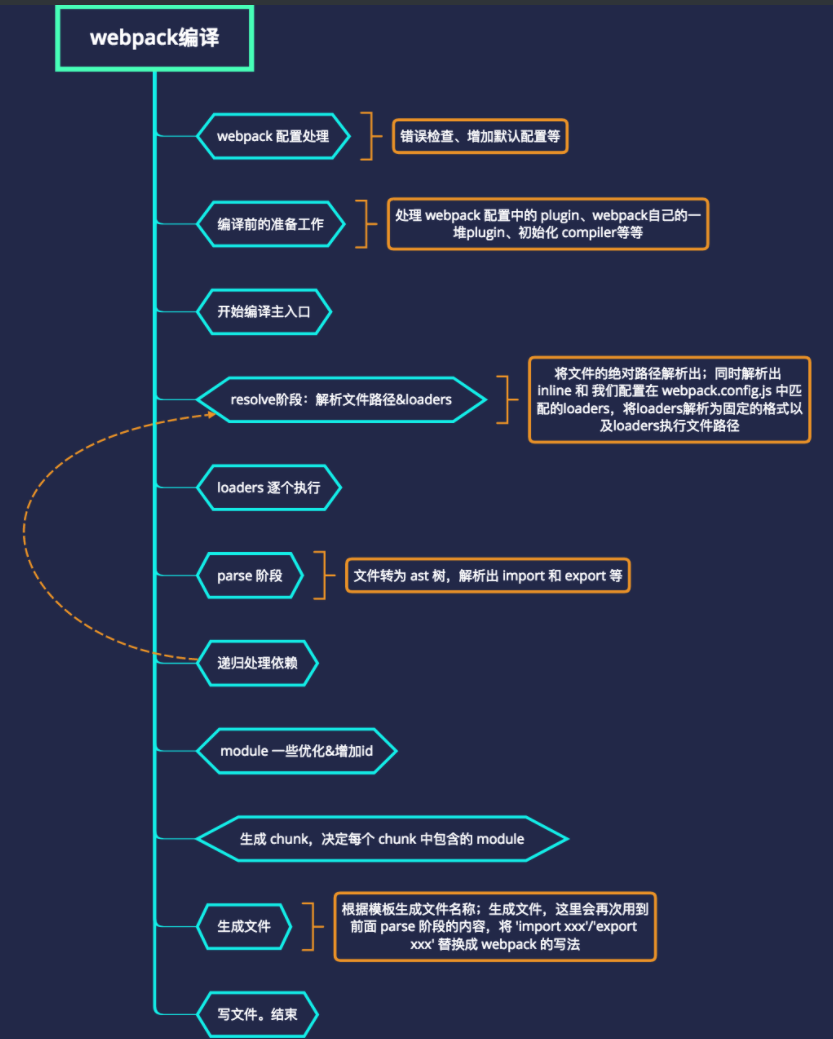 webpack编译
webpack 配置处理
错误检查、增加默认配置等
编译前的准备工作
处理 webpack 配置中的 plugin、webpack自己的一
堆plugin、初始化 compiler等等
开始编译主入口
resolve阶段：解析文件路径&loaders
将文件的绝对路径解析出；同时解析出
inline 和 我们配置在 webpack.config.js 中匹
配的loaders，将loaders解析为固定的格式以
及loaders执行文件路径
loaders 逐个执行
parse 阶段
文件转为 ast 树，解析出 import 和 export 等
递归处理依赖
module 一些优化&增加id
生成 chunk，决定每个 chunk 中包含的 module
生成文件
根据模板生成文件名称；生成文件，这里会再次用到
前面 parse 阶段的内容，将 'import xxx'/'export
xxx' 替换成 webpack 的写法
写文件。结束